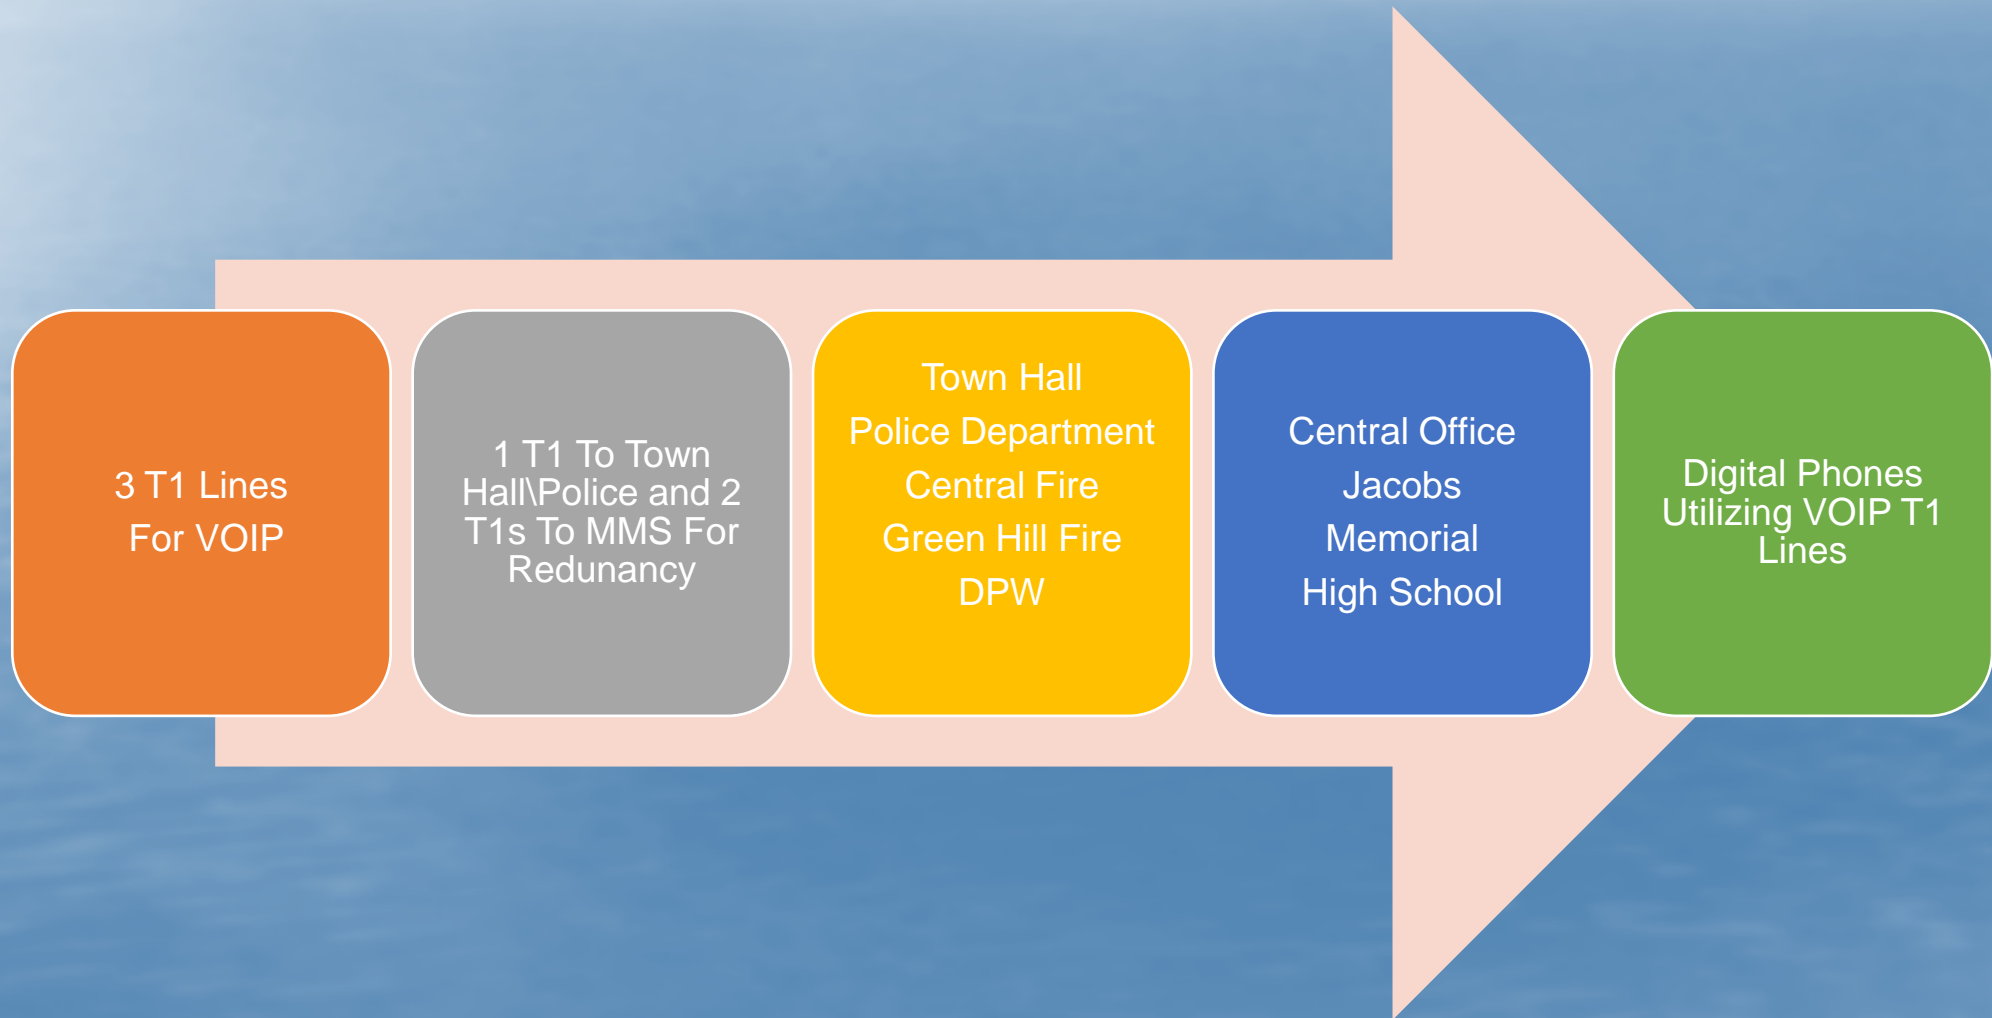 3 T1 Lines
For VOIP
1 T1 To Town
Hall\Police and 2
T1s To MMS For
Redunancy
Town Hall
Police Department
Central Fire
Green Hill Fire
DPW
Central Office
Jacobs
Memorial
High School
Digital Phones
Utilizing VOIP T1
Lines